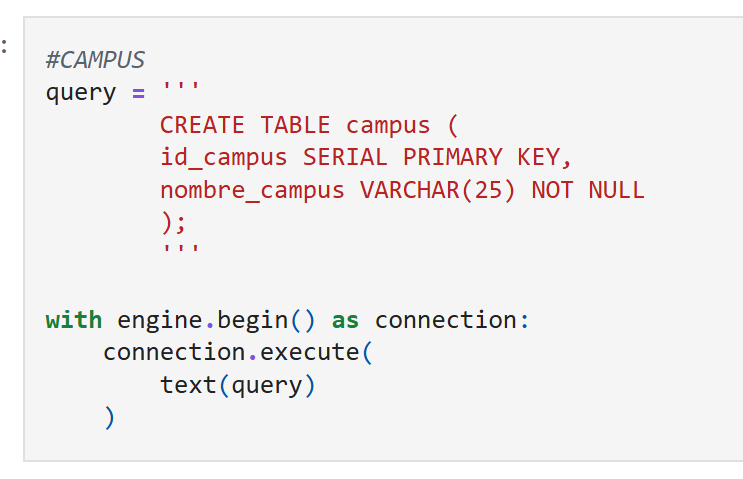 :
#CAMPUS
query = '''
CREATE TABLE campus (
id_campus SERIAL PRIMARY KEY,
nombre_campus VARCHAR(25) NOT NULL
);
'''
with engine.begin() as connection:
connection.execute(
text(query)
)